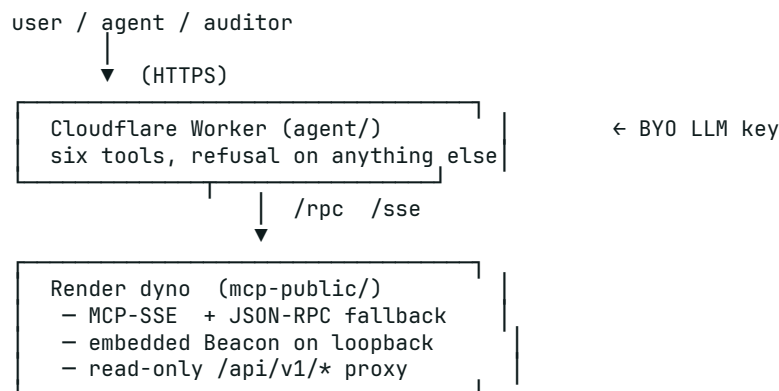 user / agent / auditor
(HTTPS)
Cloudflare Worker (agent/) ← BYO LLM key
six tools, refusal on anything else
/rpc /sse
Render dyno (mcp-public/)
— MCP-SSE + JSON-RPC fallback
— embedded Beacon on loopback
— read-only /api/v1/* proxy